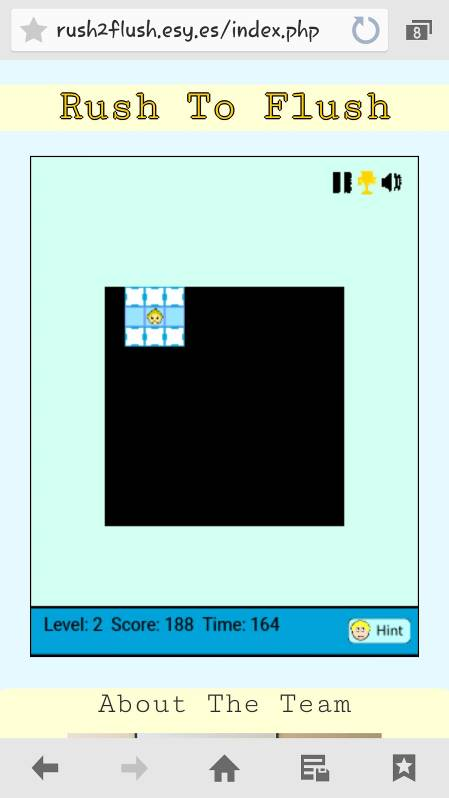 rush2flush.esy.es/index.php
8
Rush To Flush
Level: 2 Score: 188 Time: 164
Hint
About The Team